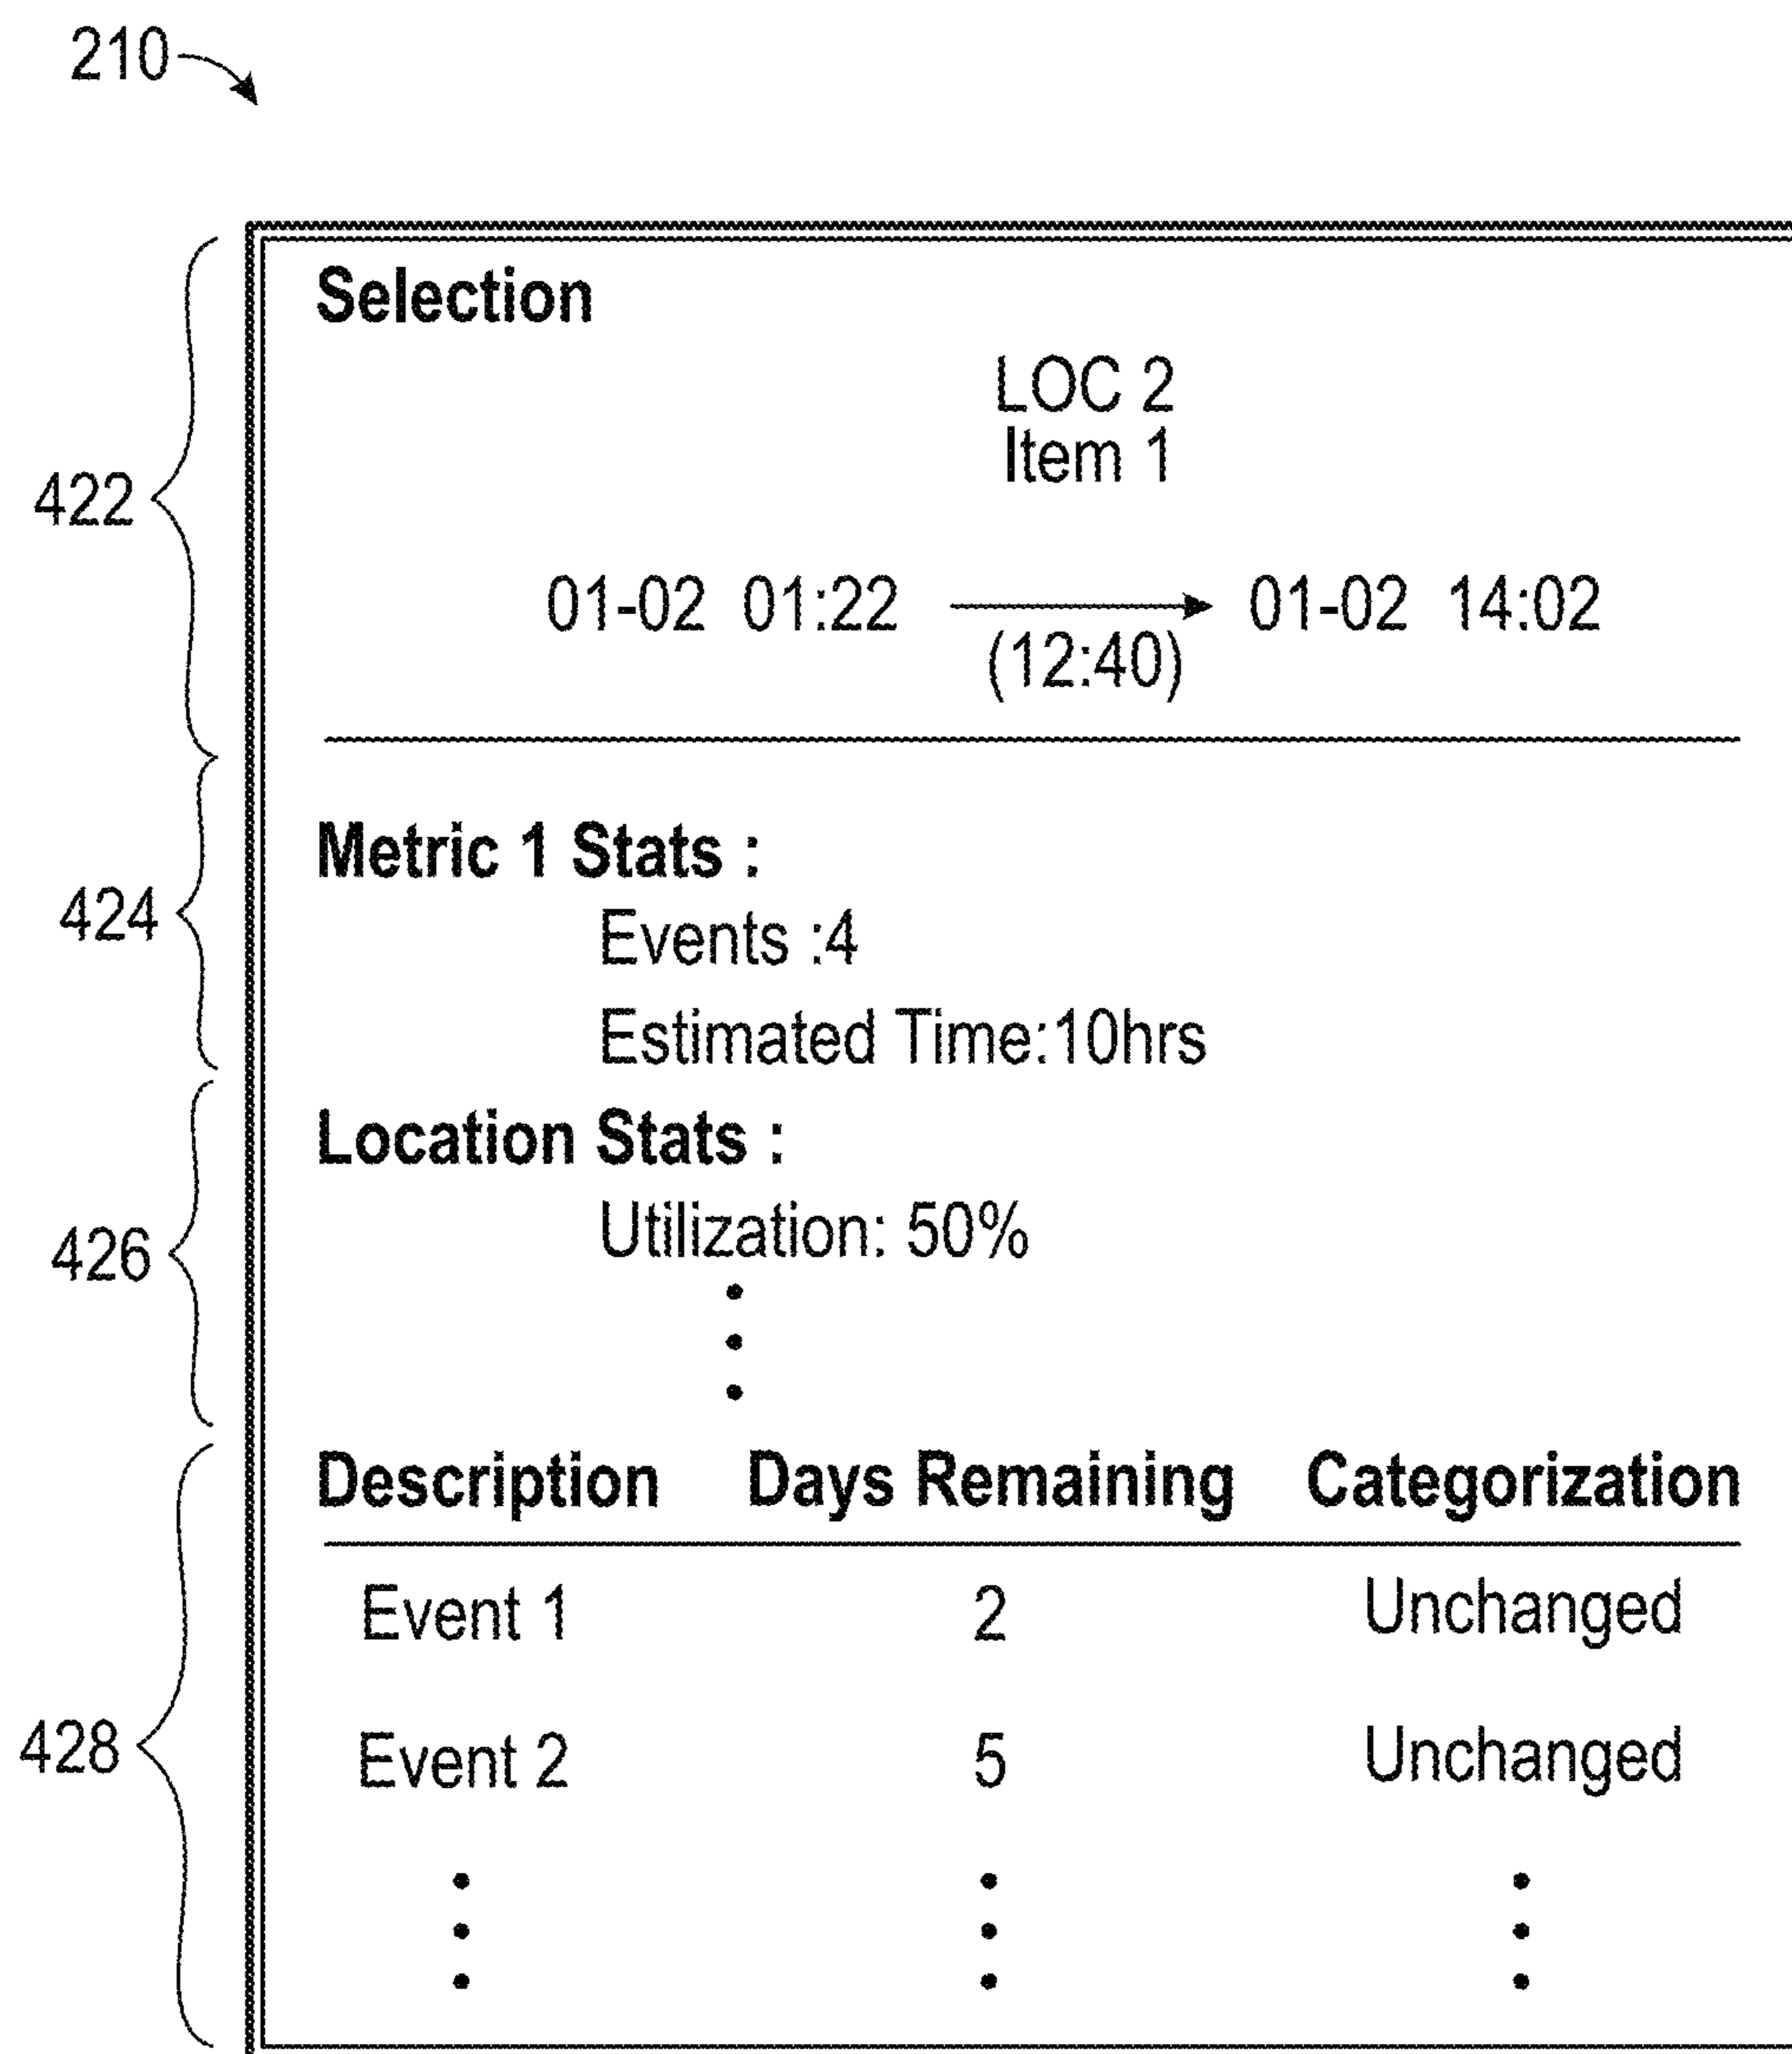 210
Selection
LOC 2
Item 1
422
01-02 01:22 01-02 14:02
(12:40)
Metric 1 Stats :
424
Events :4
Estimated Time:10hrs
Location Stats :
426
Utilization: 50%
Description Days Remaining Categorization
Event 1 2 Unchanged
428
Event 2 5 Unchanged